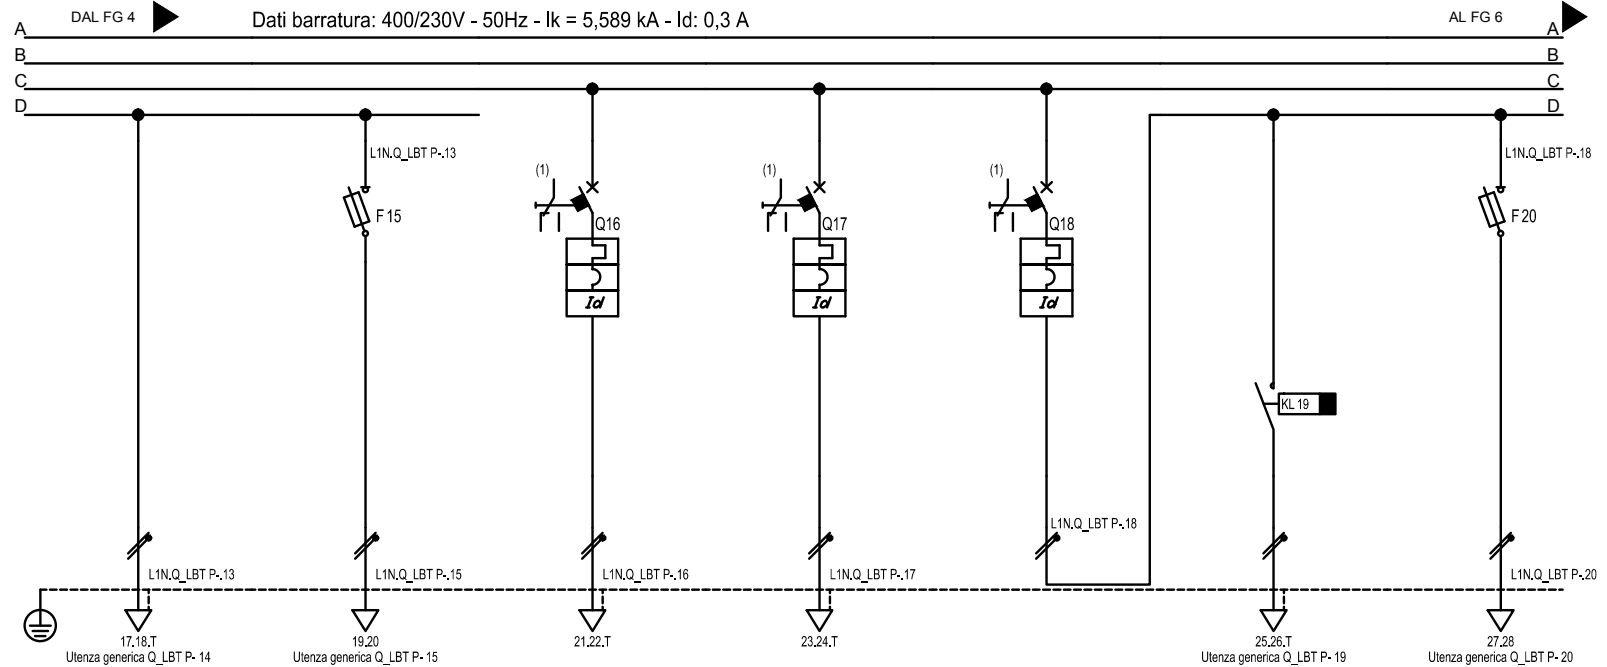 DAL FG 4
Dati barratura: 400/230V - 50Hz - Ik = 5,589 kA - Id: 0,3 A
AL FG 6
A
A
B
B
C
C
D
D
L1N.Q_LBT P-.13
L1N.Q_LBT P-.18
(1)
(1)
(1)
F 15
Q16
Q17
Q18
F 20
Id
Id
Id
KL 19
L1N.Q_LBT P-.18
L1N.Q_LBT P-.13
L1N.Q_LBT P-.15
L1N.Q_LBT P-.16
L1N.Q_LBT P-.17
L1N.Q_LBT P-.20
17.18.T
19.20
21.22.T
23.24.T
25.26.T
27.28
Utenza generica Q_LBT P- 14
Utenza generica Q_LBT P- 15
Utenza generica Q_LBT P- 19
Utenza generica Q_LBT P- 20